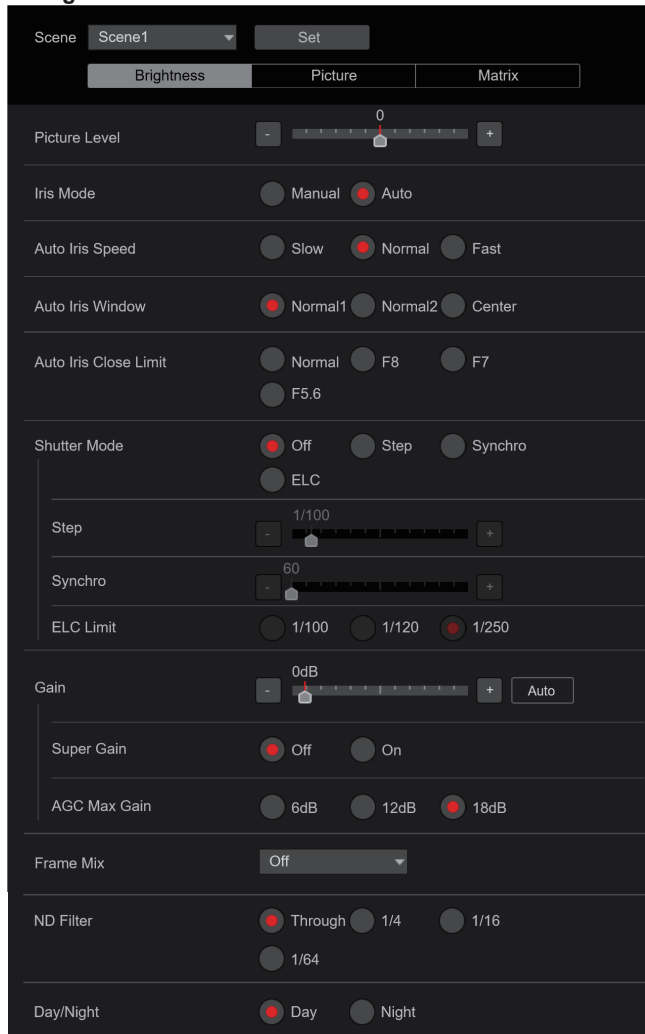 Scene Scene1 Set
Brightness Picture Matrix
0
Picture Level - +
Iris Mode Manual Auto
Auto Iris Speed Slow Normal Fast
Auto Iris Window Normal1 Normal2 Center
Auto Iris Close Limit Normal F8 F7
F5.6
Shutter Mode Off Step Synchro
ELC
1/100
Step - +
60
Synchro - +
ELC Limit 1/100 1/120 1/250
0dB
Gain - + Auto
Super Gain Off On
AGC Max Gain 6dB 12dB 18dB
Frame Mix Off
ND Filter Through 1/4 1/16
1/64
Day/Night Day Night